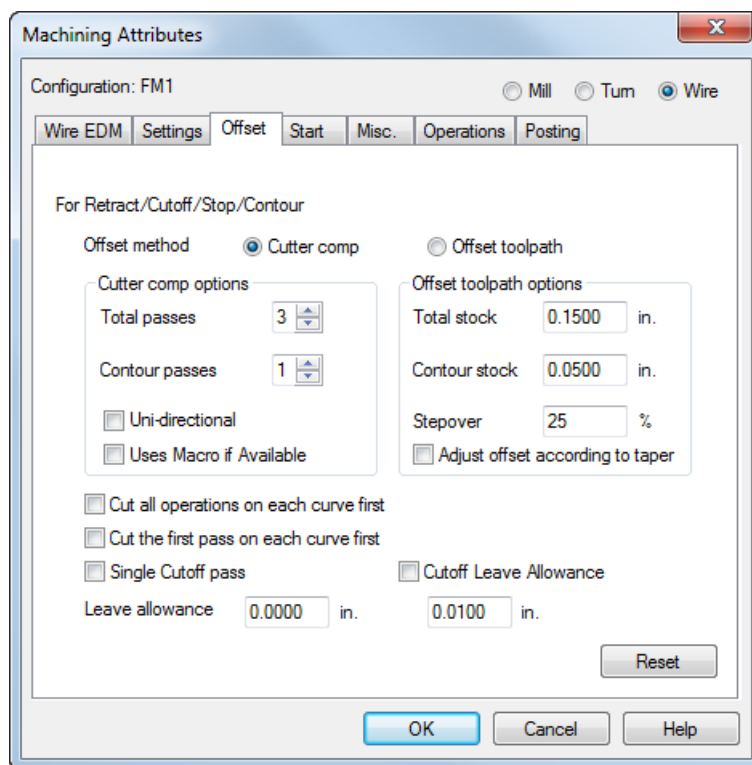 Machining Attributes
Configuration: FM1
Mill Turn Wire
Wire EDM Settings Offset Start Misc. Operations Posting
For Retract/Cutoff/Stop/Contour
Offset method Cutter comp Offset toolpath
Cutter comp options
Total passes 3
Contour passes 1
Uni-directional
Uses Macro if Available
Offset toolpath options
Total stock 0.1500 in.
Contour stock 0.0500 in.
Stepover 25 %
Adjust offset according to taper
Cut all operations on each curve first
Cut the first pass on each curve first
Single Cutoff pass Cutoff Leave Allowance
Leave allowance 0.0000 in. 0.0100 in.
Reset
OK Cancel Help